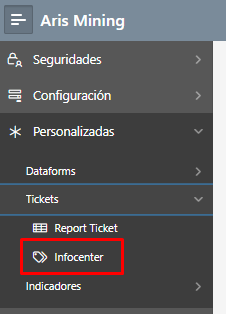 Aris Mining
Seguridades
Configuración
Personalizadas
Dataforms
Tickets
Report Ticket
Infocenter
Indicadores